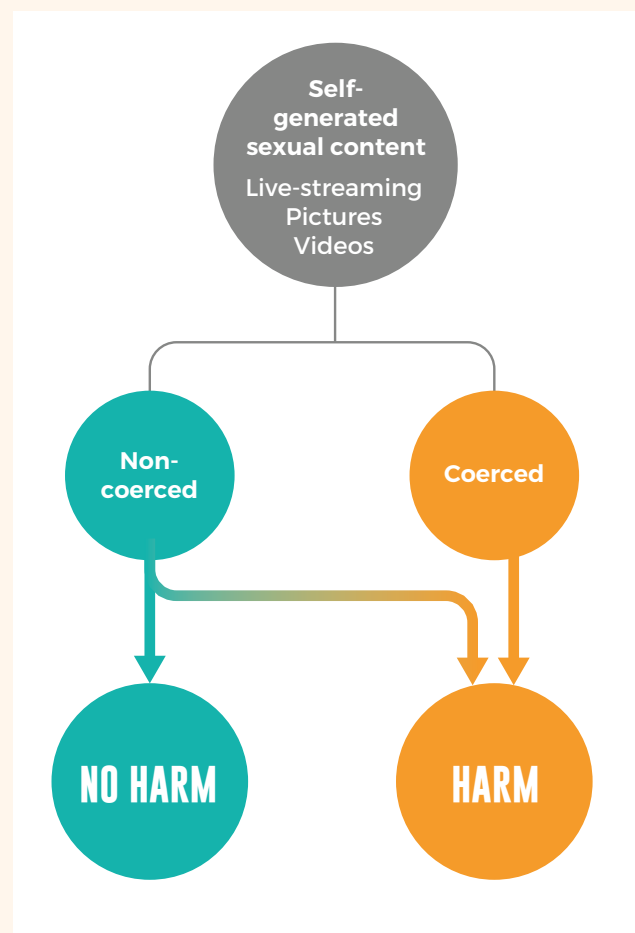 Self-
generated
sexual content
Live-streaming
Pictures
Videos
Non-
coerced
Coerced
NO HARM
HARM